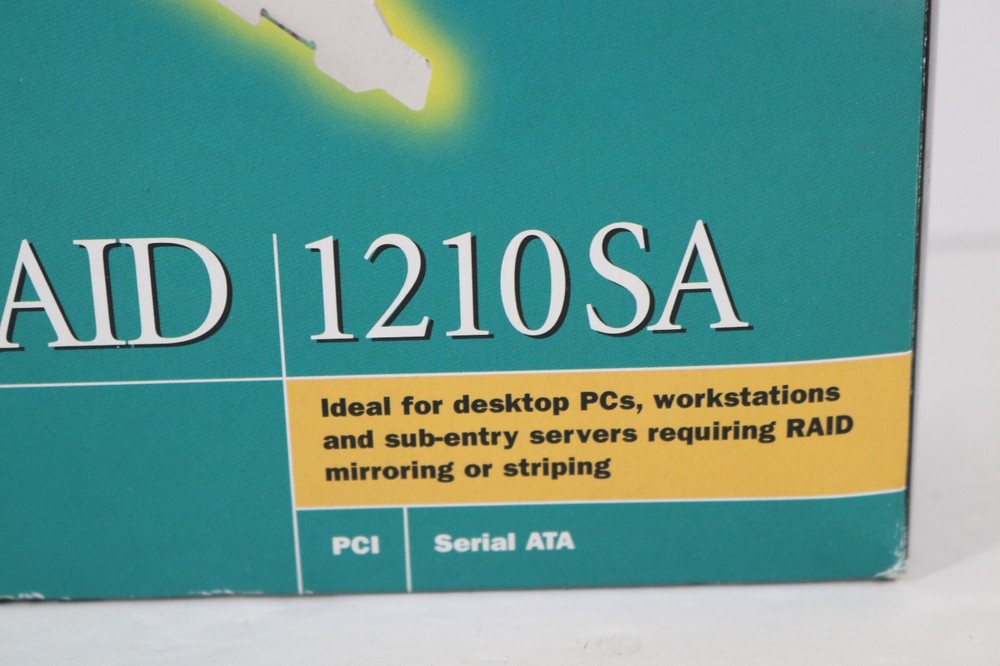 AID 1210SA
Ideal for desktop PCs, workstations
and sub-entry servers requiring RAID
mirroring or striping
PCI Serial ATA